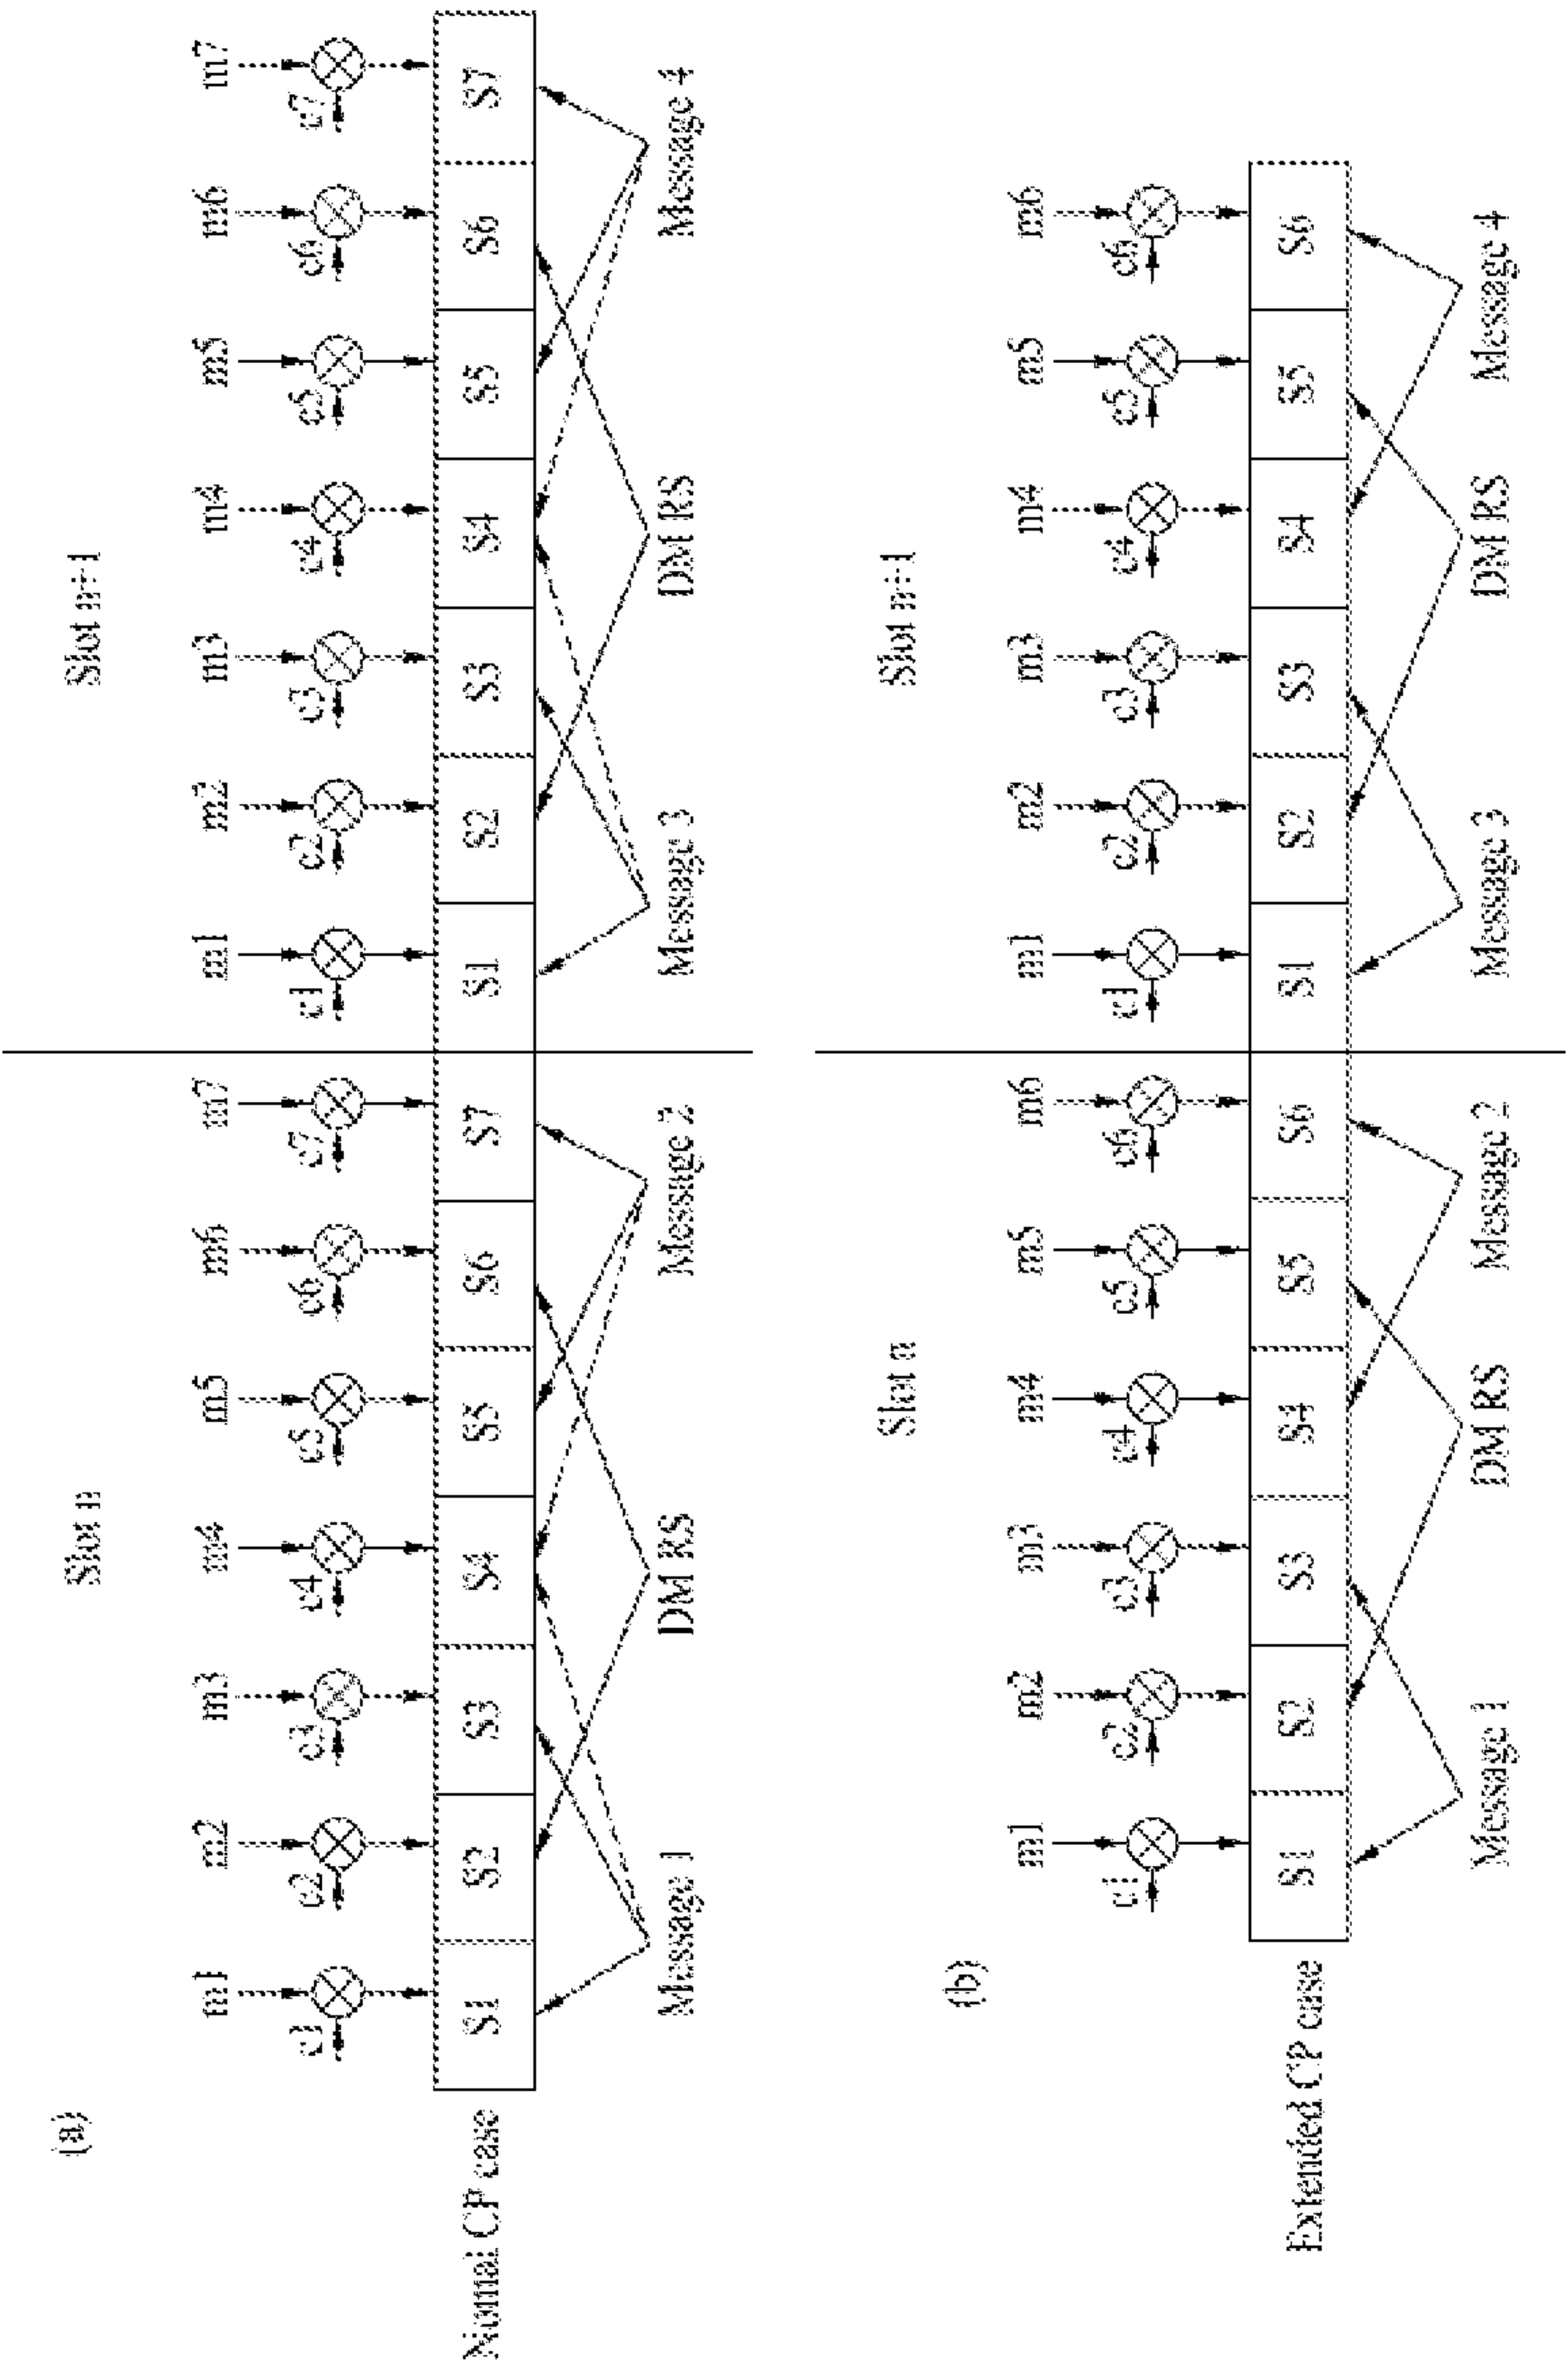 (a)
Slot n
Slot n+1
m1 m2 m3 m4 m5 m6 m7 m1 m2 m3 m4 m5 m6 m7
c1 c2 c3 c4 c5 c6 c7 c1 c2 c3 c4 c5 c6 c7
Normal CP case
S1 S2 S3 S4 S5 S6 S7 S1 S2 S3 S4 S5 S6 S7
Message 1 DM RS Message 2 Message 3 DM RS Message 4
(b)
Slot n
Slot n+1
m1 m2 m3 m4 m5 m6 m1 m2 m3 m4 m5 m6
c1 c2 c3 c4 c5 c6 c1 c2 c3 c4 c5 c6
Extended CP case
S1 S2 S3 S4 S5 S6 S1 S2 S3 S4 S5 S6
Message 1 DM RS Message 2 Message 3 DM RS Message 4